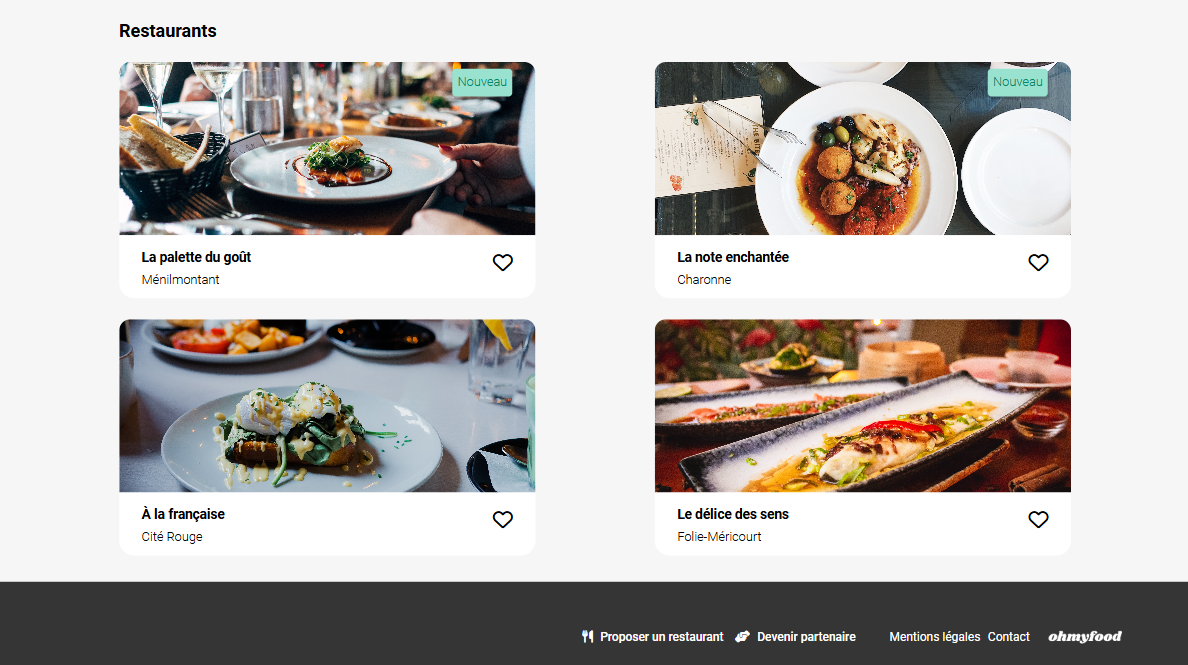 Restaurants
Nouveau
Nouveau
La palette du goût
Ménilmontant
La note enchantée
Charonne
À la française
Cité Rouge
Le délice des sens
Folie-Méricourt
Proposer un restaurant Devenir partenaire Mentions légales Contact ohmyfood